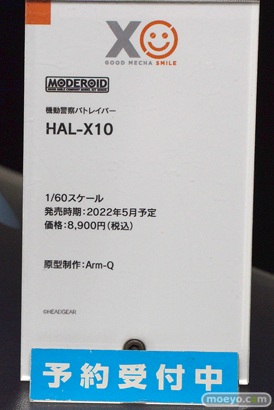 XO
GOOD MECHA SMILE
MODEROID
機動警察パトレイバー
HAL-X10
1/60スケール
発売時期：2022年5月予定
価格：8,900円（税込）
原型制作：Arm-Q
©HEADGEAR
予約受付中
moeyo.com